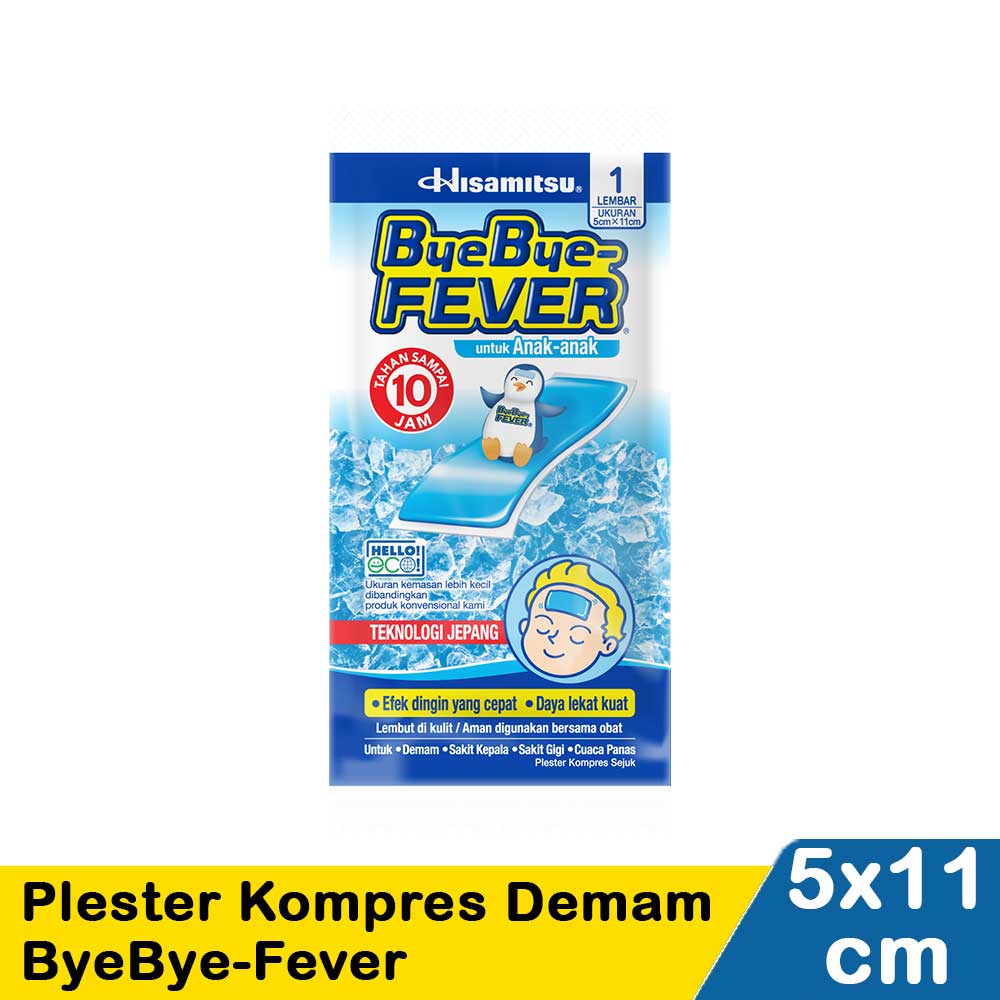 Hisamitsu®
1
LEMBAR
UKURAN
5cm×11cm
ByeBye-
FEVER®
untuk Anak-anak
TAHAN SAMPAI
10
JAM
ByeBye
FEVER®
HELLO!
eco!
Ukuran kemasan lebih kecil
dibandingkan
produk konvensional kami
TEKNOLOGI JEPANG
• Efek dingin yang cepat • Daya lekat kuat
Lembut di kulit / Aman digunakan bersama obat
Untuk • Demam • Sakit Kepala • Sakit Gigi • Cuaca Panas
Plester Kompres Sejuk
Plester Kompres Demam
ByeBye-Fever
5x11
cm